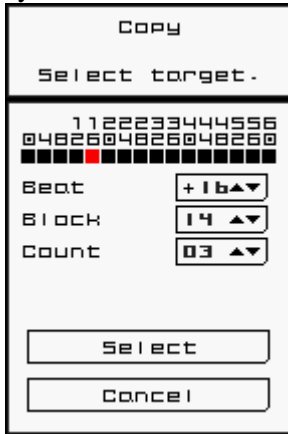 Copy
Select target.
1122233444556
0482604826048260
Beat +16▲▼
Block 14 ▲▼
Count 03 ▲▼
Select
Cancel